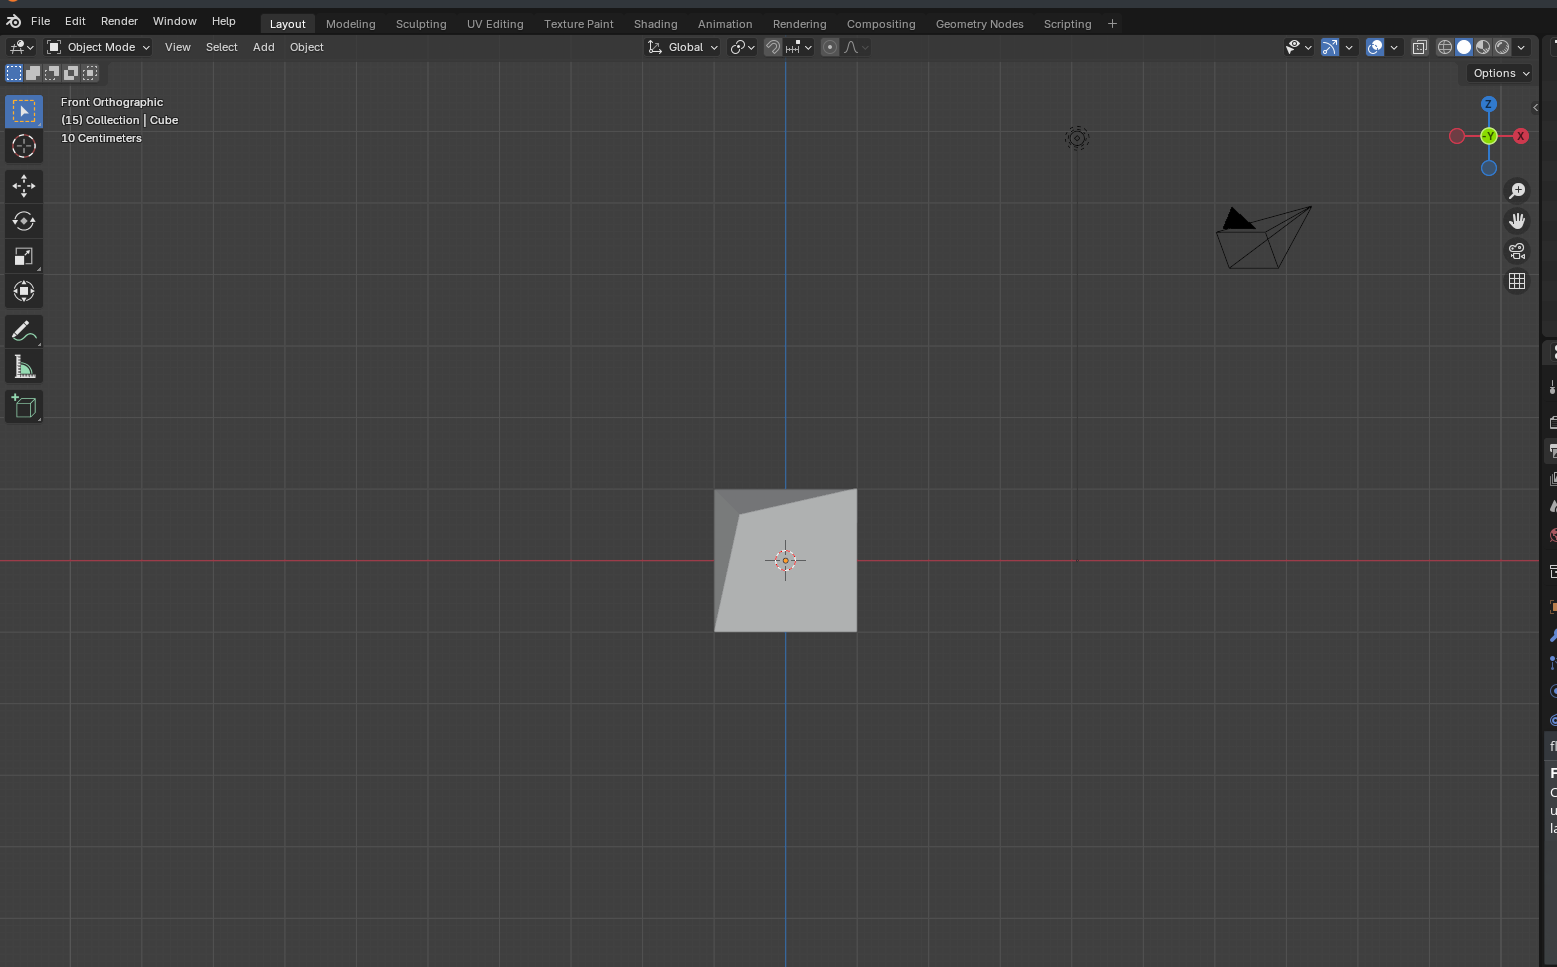 File Edit Render Window Help Layout Modeling Sculpting UV Editing Texture Paint Shading Animation Rendering Compositing Geometry Nodes Scripting +
Object Mode View Select Add Object Global
Options
Front Orthographic
(15) Collection | Cube
10 Centimeters
Z
-Y X